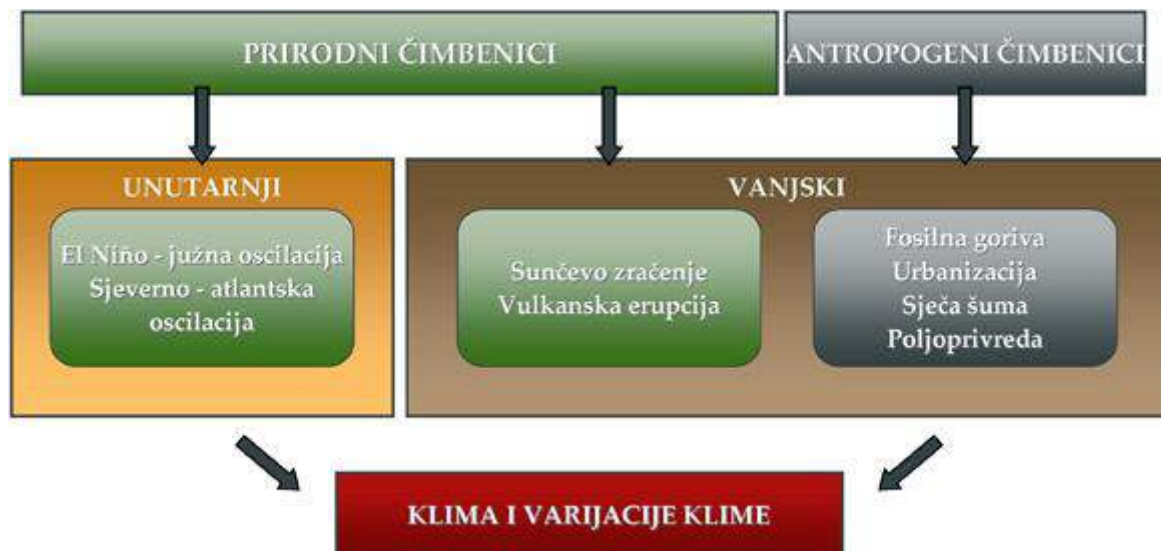 PRIRODNI ČIMBENICI
ANTROPOGENI ČIMBENICI
UNUTARNJI
El Niño - južna oscilacija
Sjeverno - atlantska
oscilacija
VANJSKI
Sunčevo zračenje
Vulkanska erupcija
Fosilna goriva
Urbanizacija
Sječa šuma
Poljoprivreda
KLIMA I VARIJACIJE KLIME